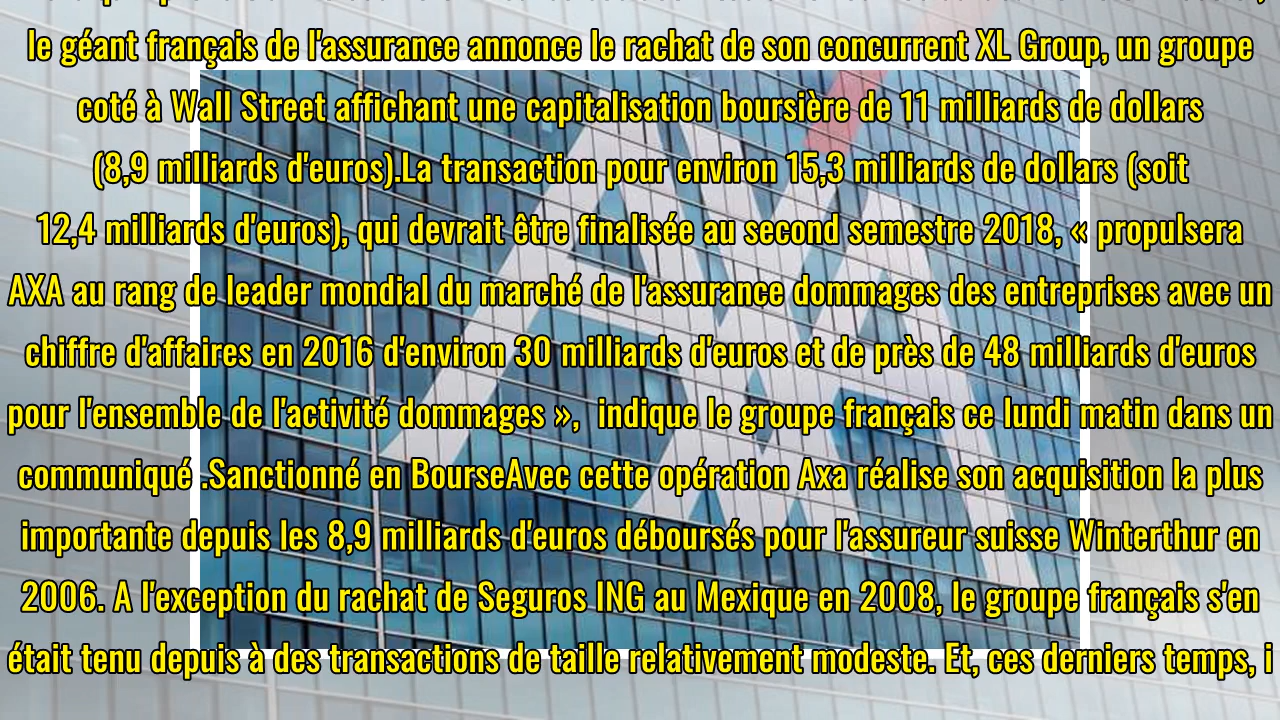 le géant français de l'assurance annonce le rachat de son concurrent XL Group, un groupe
coté à Wall Street affichant une capitalisation boursière de 11 milliards de dollars
(8,9 milliards d'euros).La transaction pour environ 15,3 milliards de dollars (soit
12,4 milliards d'euros), qui devrait être finalisée au second semestre 2018, « propulsera
AXA au rang de leader mondial du marché de l'assurance dommages des entreprises avec un
chiffre d'affaires en 2016 d'environ 30 milliards d'euros et de près de 48 milliards d'euros
pour l'ensemble de l'activité dommages »,  indique le groupe français ce lundi matin dans un
communiqué .Sanctionné en BourseAvec cette opération Axa réalise son acquisition la plus
importante depuis les 8,9 milliards d'euros déboursés pour l'assureur suisse Winterthur en
2006. A l'exception du rachat de Seguros ING au Mexique en 2008, le groupe français s'en
était tenu depuis à des transactions de taille relativement modeste. Et, ces derniers temps, i
AXA